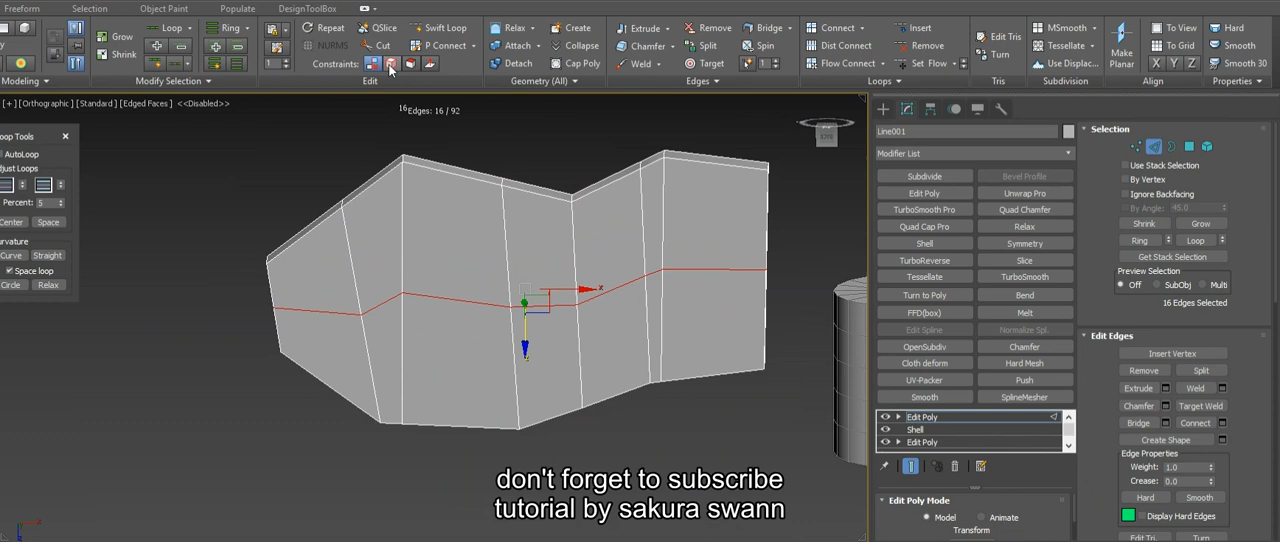 Freeform Selection Object Paint Populate DesignToolBox
Grow Loop Ring Repeat QSlice Swift Loop Relax Create Extrude Remove Bridge Connect Insert MSmooth To View Hard
Shrink NURMS Cut P Connect Attach Collapse Chamfer Split Spin Dist Connect Remove Edit Tris Tessellate Make Planar To Grid Smooth
1 Constraints: Detach Cap Poly Weld Target 1 Flow Connect Set Flow Turn Use Displac... X Y Z Smooth 30
Modeling Modify Selection Edit Geometry (All) Edges Loops Tris Subdivision Align Properties
[+] [Orthographic] [Standard] [Edged Faces] <<Disabled>>
16 Edges: 16 / 92
oop Tools
AutoLoop
djust Loops
Percent: 5
Center Space
urvature
Curve Straight
Space loop
Circle Relax
x
Line001
Modifier List
Subdivide Bevel Profile
Edit Poly Unwrap Pro
TurboSmooth Pro Quad Chamfer
Quad Cap Pro Relax
Shell Symmetry
TurboReverse Slice
Tessellate TurboSmooth
Turn to Poly Bend
FFD(box) Melt
Edit Spline Normalize Spl.
OpenSubdiv Chamfer
Cloth deform Hard Mesh
UV-Packer Push
Smooth SplineMesher
Edit Poly
Shell
Edit Poly
Edit Poly Mode
Model Animate
Transform
Selection
Use Stack Selection
By Vertex
Ignore Backfacing
By Angle: 45.0
Shrink Grow
Ring Loop
Get Stack Selection
Preview Selection
Off SubObj Multi
16 Edges Selected
Edit Edges
Insert Vertex
Remove Split
Extrude Weld
Chamfer Target Weld
Bridge Connect
Create Shape
Edge Properties
Weight: 1.0
Crease: 0.0
Hard Smooth
Display Hard Edges
Edit Tri. Turn
don't forget to subscribe
tutorial by sakura swann